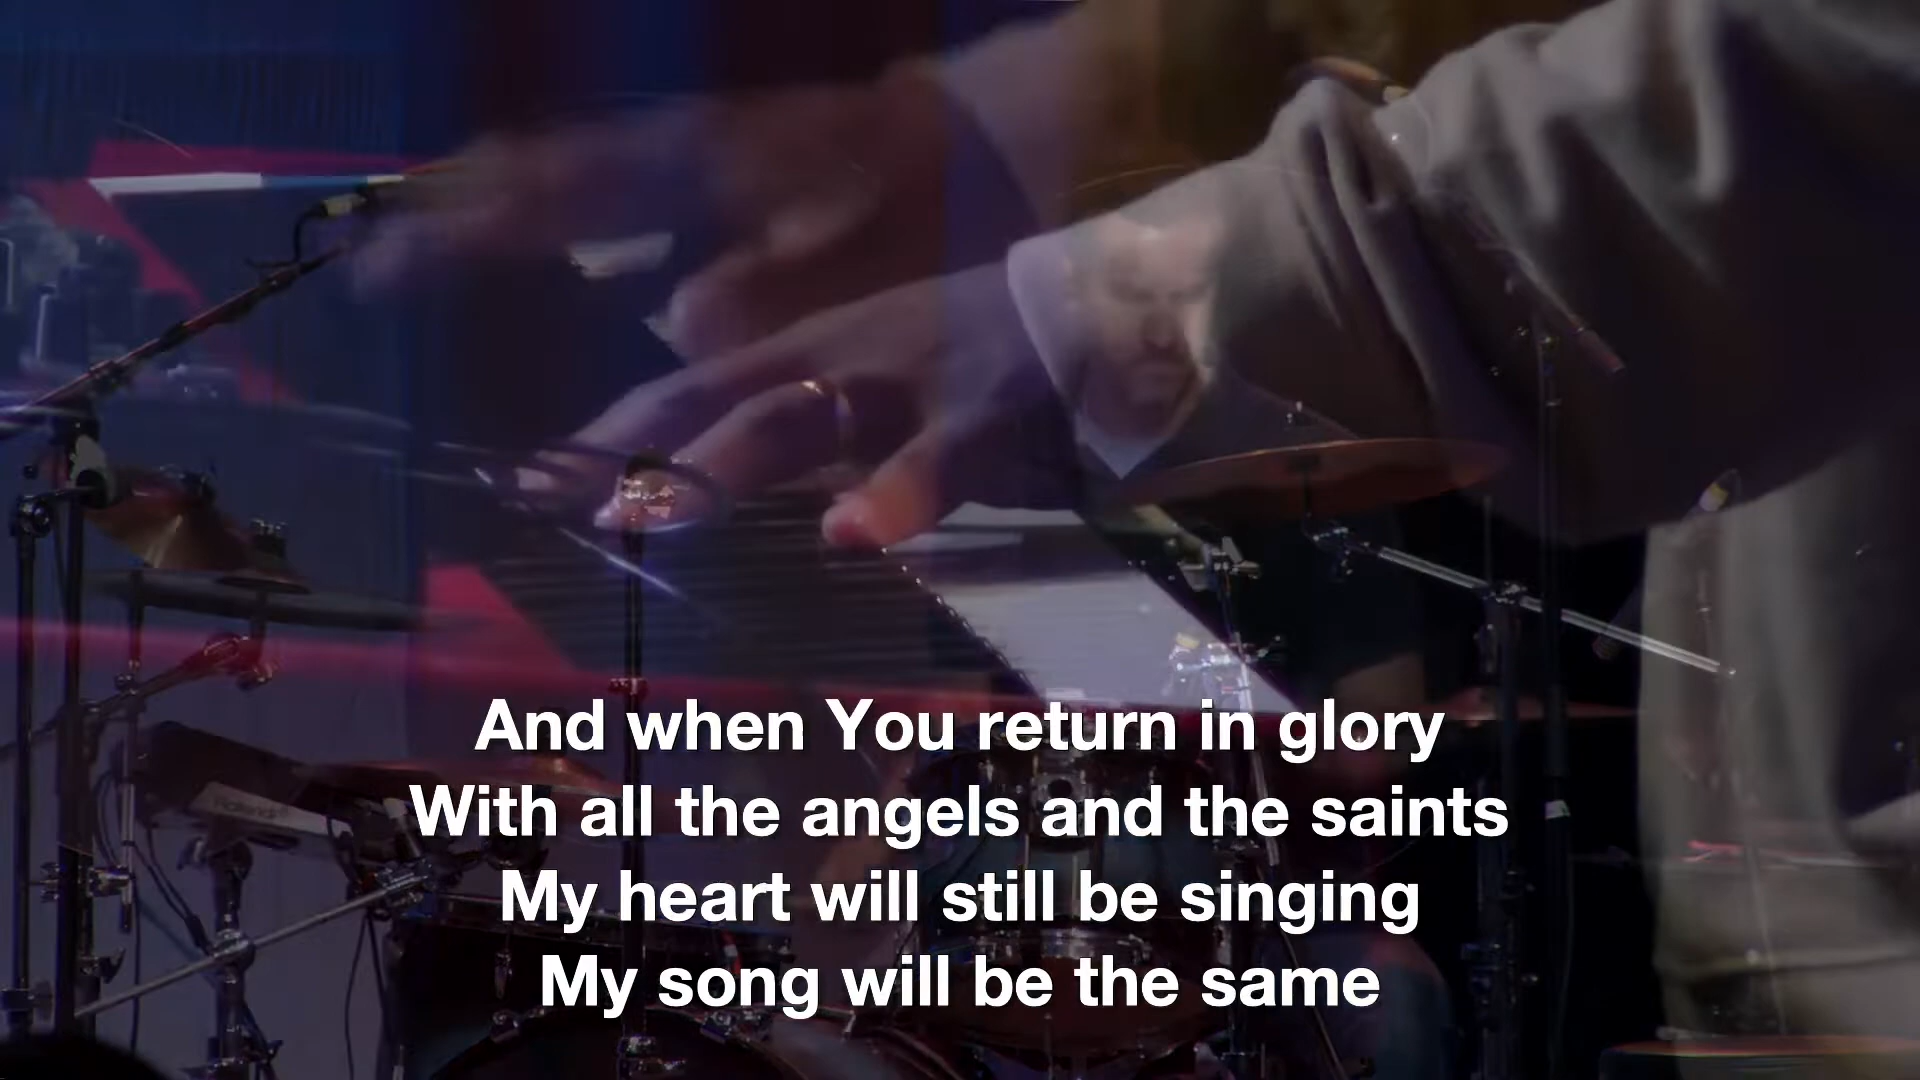 And when You return in glory
With all the angels and the saints
My heart will still be singing
My song will be the same
Roland